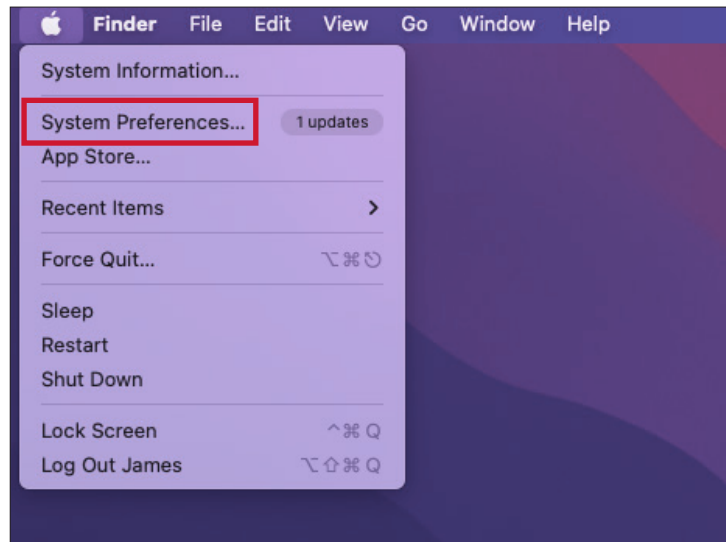 Finder File Edit View Go Window Help
System Information...
System Preferences... 1 updates
App Store...
Recent Items
Force Quit... ⌥⌘⎋
Sleep
Restart
Shut Down
Lock Screen ^⌘Q
Log Out James ⌥⇧⌘Q